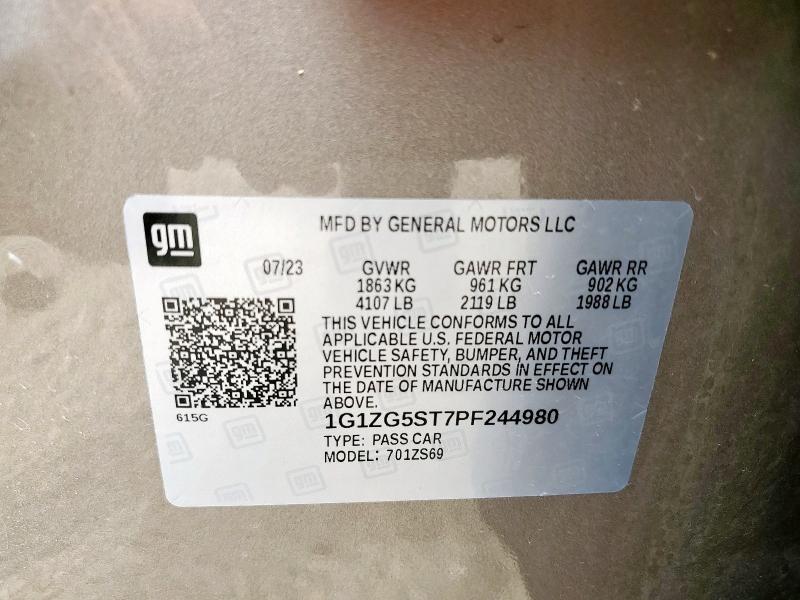 gm
MFD BY GENERAL MOTORS LLC
07/23 GVWR GAWR FRT GAWR RR
1863 KG 961 KG 902 KG
4107 LB 2119 LB 1988 LB
THIS VEHICLE CONFORMS TO ALL
APPLICABLE U.S. FEDERAL MOTOR
VEHICLE SAFETY, BUMPER, AND THEFT
PREVENTION STANDARDS IN EFFECT ON
THE DATE OF MANUFACTURE SHOWN
ABOVE.
615G
1G1ZG5ST7PF244980
TYPE: PASS CAR
MODEL: 701ZS69